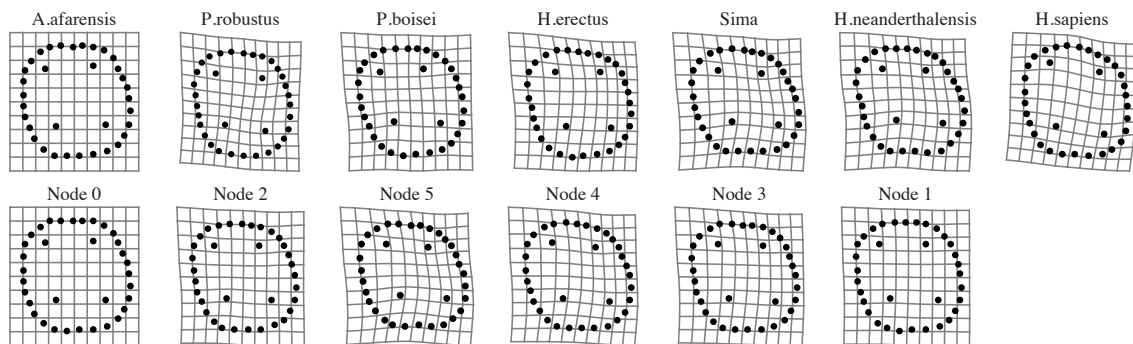 A.afarensis P.robustus P.boisei H.erectus Sima H.neanderthalensis H.sapiens
Node 0 Node 2 Node 5 Node 4 Node 3 Node 1